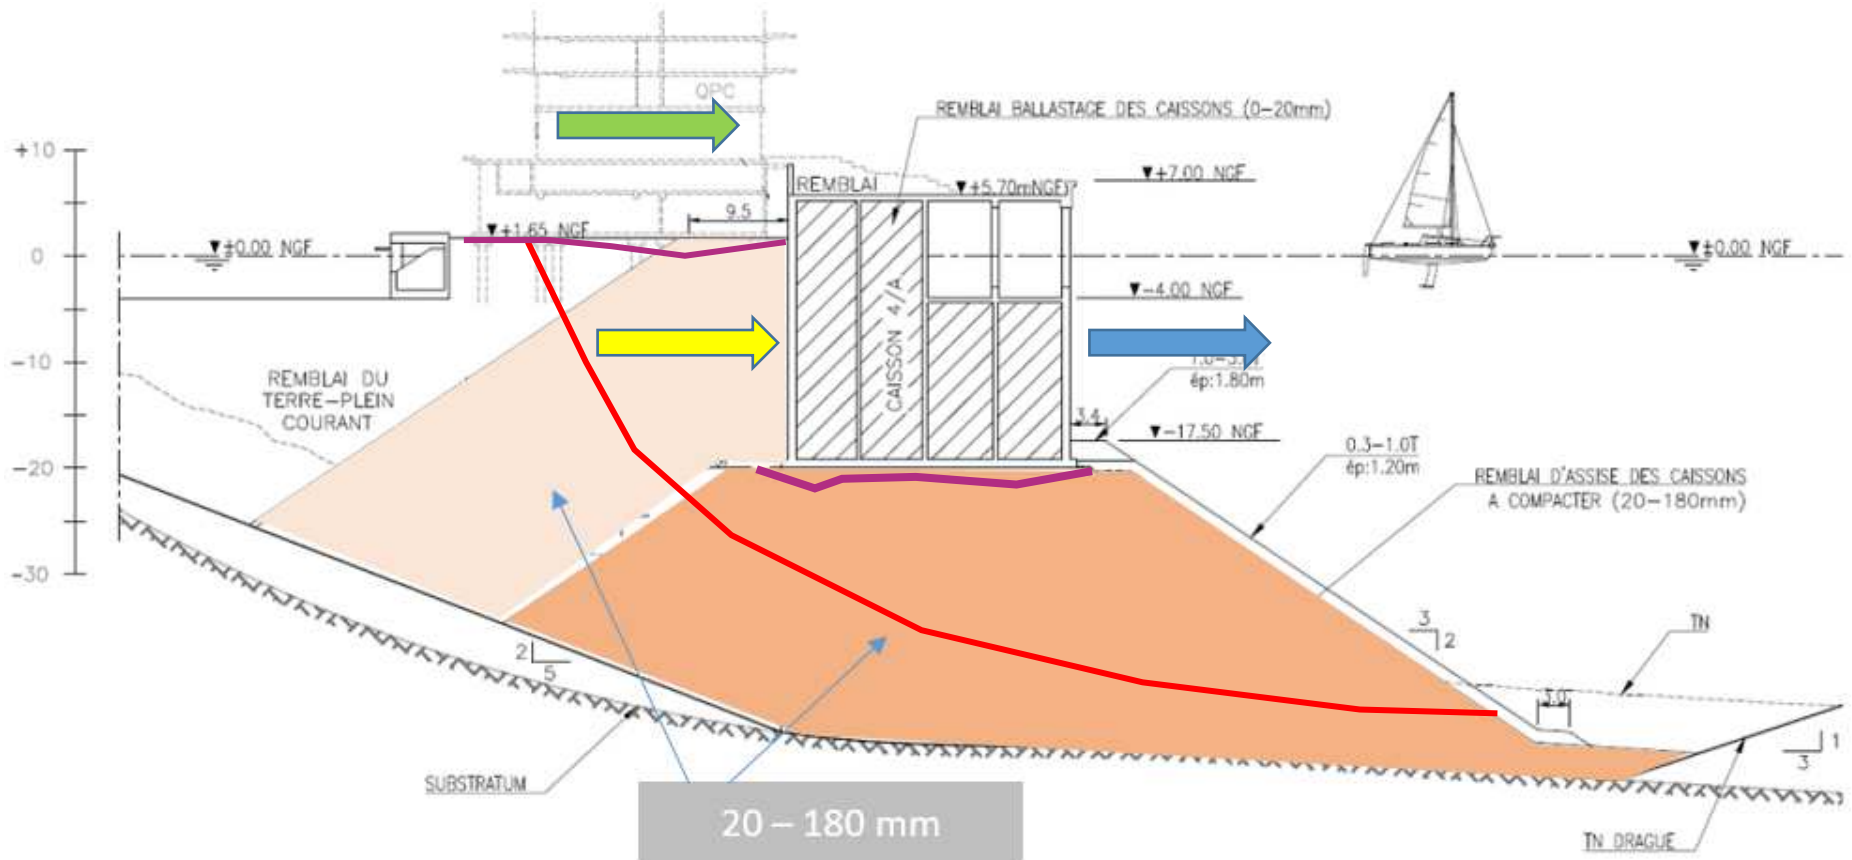 QPC
REMBLAI BALLASTAGE DES CAISSONS (0-20mm)
+10
0
-10
-20
-30
+7.00 NGF
REMBLAI
+5.70mNGF
9.5
+1.65 NGF
±0.00 NGF
±0.00 NGF
-4.00 NGF
CAISSON 4/A
ép:1.80m
REMBLAI DU
TERRE-PLEIN
COURANT
3.4
-17.50 NGF
0.3-1.0T
ép:1.20m
REMBLAI D'ASSISE DES CAISSONS
A COMPACTER (20-180mm)
3
2
TN
2
5
3.0
1
3
SUBSTRATUM
20 – 180 mm
TN DRAGUE